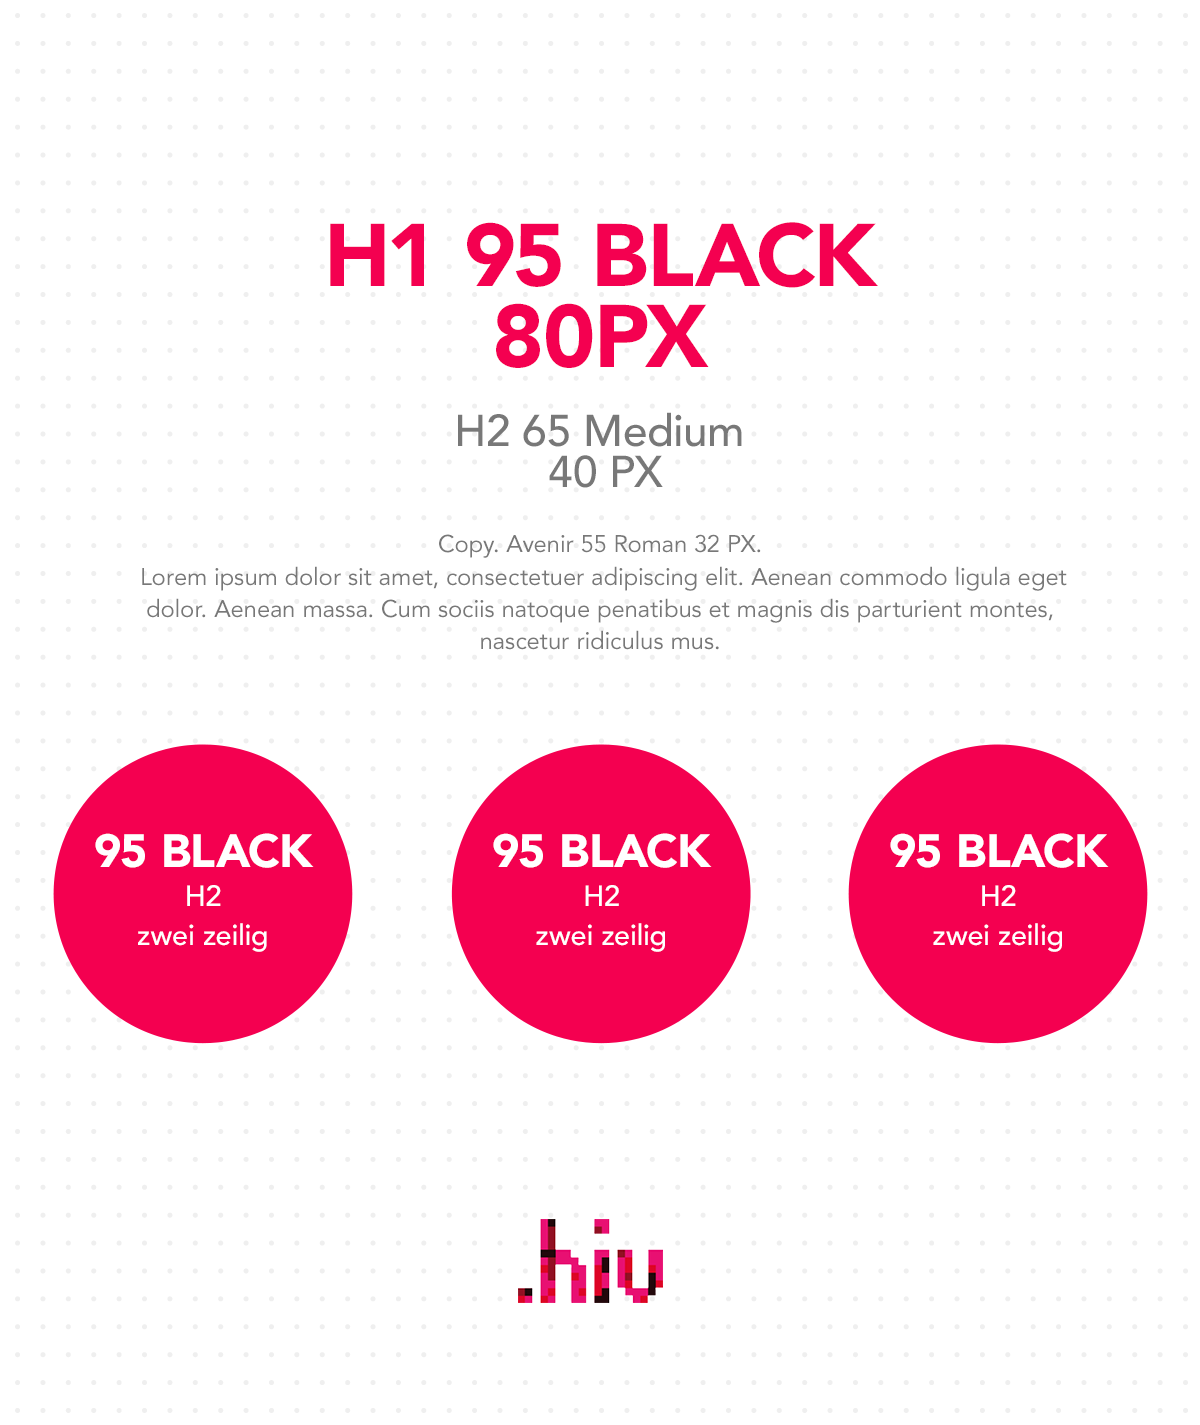 H1 95 BLACK
80PX
H2 65 Medium
40 PX
Copy. Avenir 55 Roman 32 PX.
Lorem ipsum dolor sit amet, consectetuer adipiscing elit. Aenean commodo ligula eget
dolor. Aenean massa. Cum sociis natoque penatibus et magnis dis parturient montes,
nascetur ridiculus mus.
95 BLACK
H2
zwei zeilig
95 BLACK
H2
zwei zeilig
95 BLACK
H2
zwei zeilig
.hiv